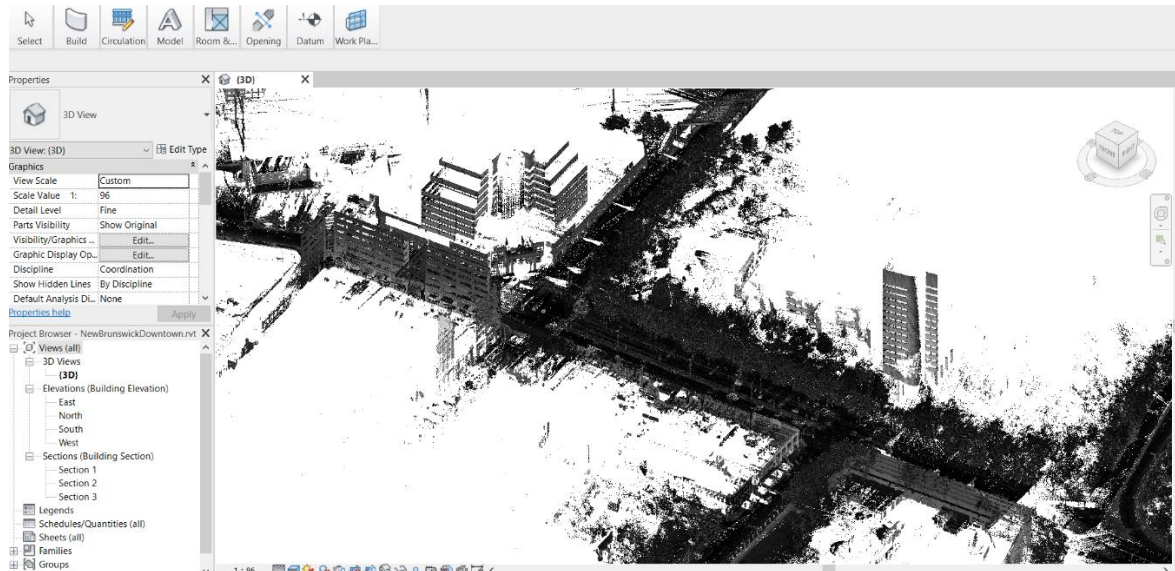 Select Build Circulation Model Room &... Opening Datum Work Pla...
Properties X {3D} X
3D View
3D View: {3D} Edit Type
Graphics
View Scale Custom
Scale Value 1: 96
Detail Level Fine
Parts Visibility Show Original
Visibility/Graphics ... Edit...
Graphic Display Op... Edit...
Discipline Coordination
Show Hidden Lines By Discipline
Default Analysis Di... None
Properties help Apply
Project Browser - NewBrunswickDowntown.rvt X
Views (all)
3D Views
{3D}
Elevations (Building Elevation)
East
North
South
West
Sections (Building Section)
Section 1
Section 2
Section 3
Legends
Schedules/Quantities (all)
Sheets (all)
Families
Groups
1 : 96
TOP